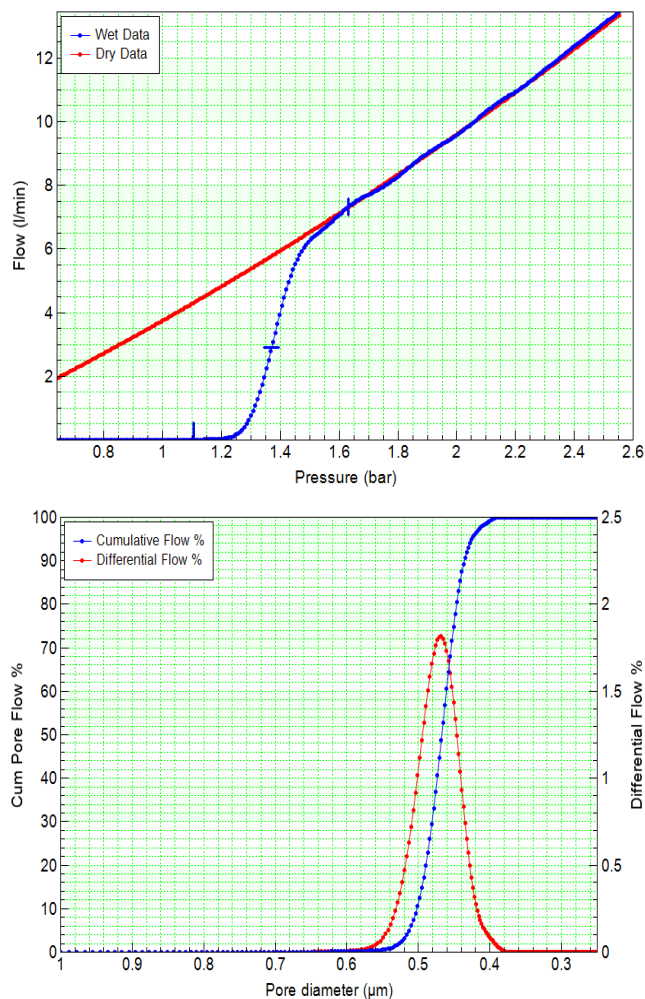 Wet Data
Dry Data
Flow (l/min)
12
10
8
6
4
2
0.8 1 1.2 1.4 1.6 1.8 2 2.2 2.4 2.6
Pressure (bar)
Cumulative Flow %
Differential Flow %
Cum Pore Flow %
100
90
80
70
60
50
40
30
20
10
0
2.5
2
1.5
1
0.5
0
Differential Flow %
1 0.9 0.8 0.7 0.6 0.5 0.4 0.3
Pore diameter (µm)